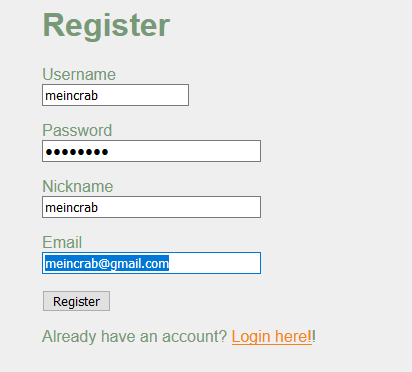 Register
Username
meincrab
Password
●●●●●●●●
Nickname
meincrab
Email
meincrab@gmail.com
Register
Already have an account? Login here!!